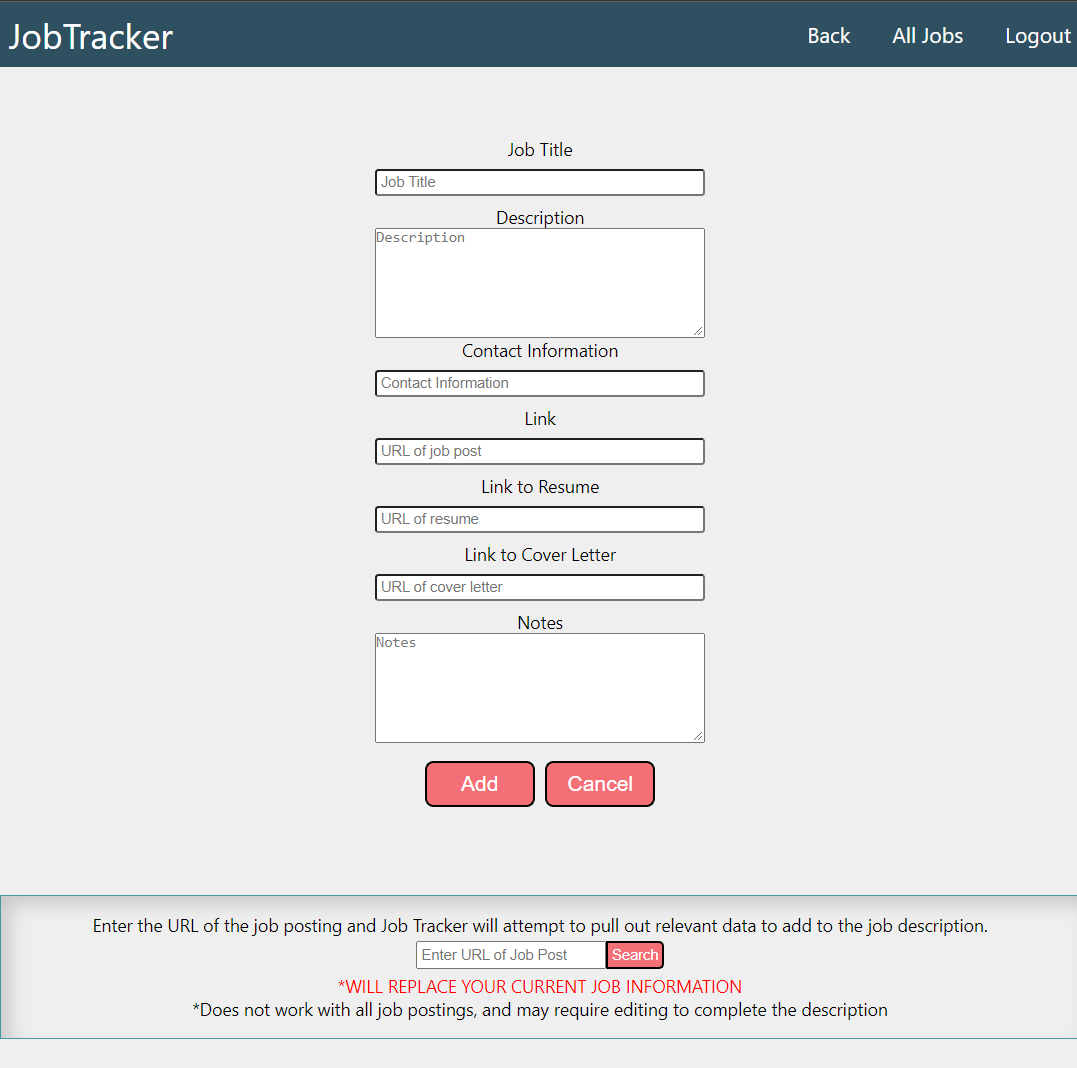 JobTracker Back All Jobs Logout
Job Title
Job Title
Description
Description
Contact Information
Contact Information
Link
URL of job post
Link to Resume
URL of resume
Link to Cover Letter
URL of cover letter
Notes
Notes
Add Cancel
Enter the URL of the job posting and Job Tracker will attempt to pull out relevant data to add to the job description.
Enter URL of Job Post Search
*WILL REPLACE YOUR CURRENT JOB INFORMATION
*Does not work with all job postings, and may require editing to complete the description